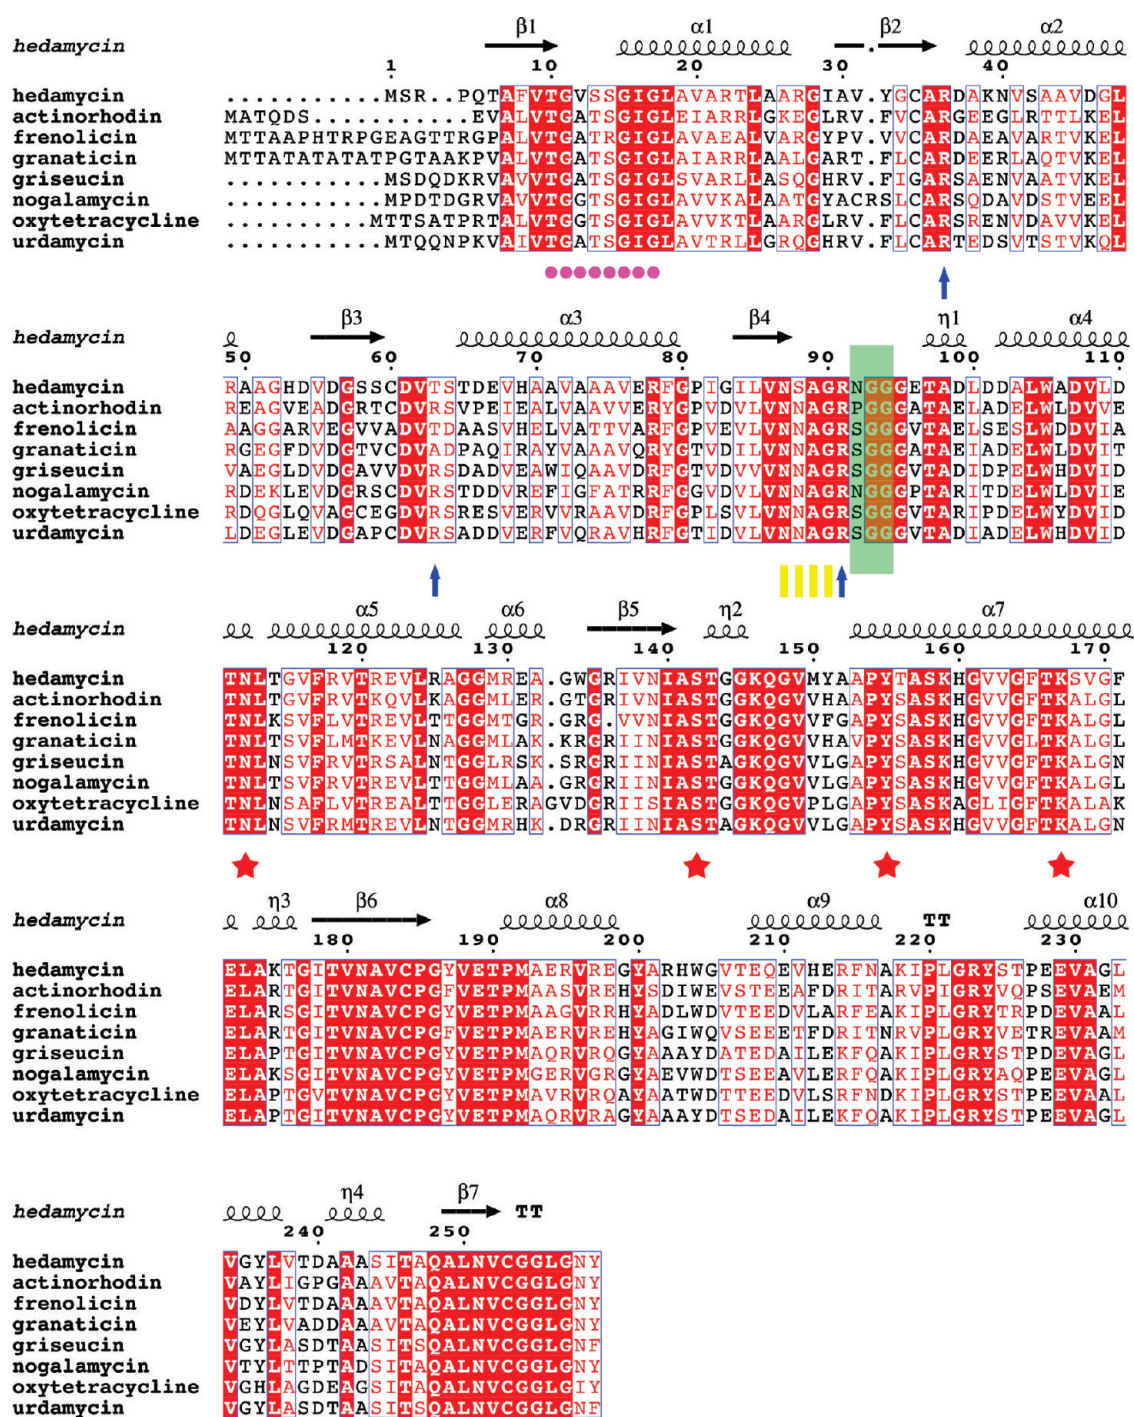 β1 α1 β2 α2
hedamycin
1 10 20 30 40
hedamycin ...........MSR..PQTAFVTGVSSGIGLAVARTLAARGIAV.YGCARDAKNVSAAVDGL
actinorhodin MATQDS...........EVALVTGATSGIGLEIARRLGKEGLRV.FVCARGEEGLRTTLKEL
frenolicin MTTAAPHTRPGEAGTTRGPALVTGATRGIGLAVAEALVARGYPV.VVCARDAAAVSATVKEL
granaticin MTTATATATATPGTAAKPVALVTGATSGIGLAIARRLAALGART.FLCARDEERLAQTVKEL
griseucin ...........MSDQDKRVAVVTGATSGIGLSVARLLASQGHRV.FIGARSAENVAATVKEL
nogalamycin ...........MPDTDGRVAVVTGGTSGIGLAVVKALAATGYACRSLCARSQDAVDSTVEEL
oxytetracycline ..........MTTSATPRTALVTGGTSGIGLAVVKTLAARGLRV.FLCARSRENVDAVVKEL
urdamycin ...........MTQQNPKVAIVTGATSGIGLAVTRLLGRQGHRV.FLCARTEDSVTSTVKQL
β3 α3 β4 η1 α4
hedamycin
50 60 70 80 90 100 110
hedamycin RAAGHDVDGSSCDVTSTDEVHAAVAAAVERFGPIGILVNSAGRNGGGETADLDDALWADVLD
actinorhodin REAGVEADGRTCDVRSVPEIEALVAAVVERYGPVDVLVNNAGRPGGGATAELADELWLDVVE
frenolicin AAGGARVEGVVADVTDAASVHELVATTVARFGPVEVLVNNAGRSGGGVTAELSESLWDDVIA
granaticin RGEGFDVDGTVCDVADPAQIRAYVAAAVQRYGTVDILVNNAGRSGGGATAEIADELWLDVIT
griseucin VAEGLDVDGAVVDVRSDADVEAWIQAAVDRFGTIDVVVNNAGRSGGGVTADIDPELWHDVID
nogalamycin RDEKLEVDGRSCDVRSTDDVREFIGFATRRFGGVDVLVNNAGRNGGGPTARITDELWLDVIE
oxytetracycline RDQGLQVAGCEGDVRSRESVERVVRAAVDRFGPLSVLVNNAGRSGGGVTARIPDELWYDVID
urdamycin LDEGLEVDGAPCDVRSADDVERFVQRAVHRFGTIDVLVNNAGRSGGGVTADIADELWHDVID
α5 α6 β5 η2 α7
hedamycin
120 130 140 150 160 170
hedamycin TNLTGVFRVTREVLRAGGMREA.GWGRIVNIASTGGKQGVMYAAPYTASKHGVVGFTKSVGF
actinorhodin TNLTGVFRVTKQVLKAGGMLER.GTGRIVNIASTGGKQGVVHAAPYSASKHGVVGFTKALGL
frenolicin TNLKSVFLVTREVLTTGGMTGR.GRG.VVNIASTGGKQGVVFGAPYSASKHGVVGFTKALGL
granaticin TNLTSVFLMTKEVLNAGGMLAK.KRGRIINIASTGGKQGVVHAVPYSASKHGVVGLTKALGL
griseucin TNLNSVFRVTRSALNTGGLRSK.SRGRIINIASTAGKQGVVLGAPYSASKHGVVGFTKALGN
nogalamycin TNLTSVFRVTREVLTTGGMLAA.GRGRIINIASTGGKQGVVLGAPYSASKHGVVGFTKALGL
oxytetracycline TNLNSAFLVTREALTTGGLERAGVDGRIISIASTGGKQGVPLGAPYSASKAGLIGFTKALAK
urdamycin TNLNSVFRMTREVLNTGGMRHK.DRGRIINIASTAGKQGVVLGAPYSASKHGVVGFTKALGN
η3 β6 α8 α9 TT α10
hedamycin
180 190 200 210 220 230
hedamycin ELAKTGITVNAVCPGYVETPMAERVREGYARHWGVTEQEVHERFNAKIPLGRYSTPEEVAGL
actinorhodin ELARTGITVNAVCPGFVETPMAASVREHYSDIWEVSTEEAFDRITARVPIGRYVQPSEVAEM
frenolicin ELARSGITVNAVCPGYVETPMAAGVRRHYADLWDVTEEDVLARFEAKIPLGRYTRPDEVAAM
granaticin ELARTGITVNAVCPGFVETPMAERVREHYAGIWQVSEEETFDRITNRVPLGRYVETREVAAM
griseucin ELAPTGITVNAVCPGYVETPMAQRVRQGYAAAYDATEDAILEKFQAKIPLGRYSTPDEVAGL
nogalamycin ELAKSGITVNAVCPGYVETPMGERVGRGYAEVWDTSEEAVLERFQAKIPLGRYAQPEEVAGL
oxytetracycline ELAPTGVTVNAVCPGYVETPMAVRVRQAYAATWDTTEEDVLSRFNDKIPLGRYSTPEEVAAL
urdamycin ELAPTGITVNAVCPGYVETPMAQRVRAGYAAAYDTSEDAILEKFQAKIPLGRYSTPEEVAGL
η4 β7 TT
hedamycin
240 250
hedamycin VGYLVTDAAASITAQALNVCGGLGNY
actinorhodin VAYLIGPGAAAVTAQALNVCGGLGNY
frenolicin VDYLVTDAAAAVTAQALNVCGGLGNY
granaticin VEYLVADDAAAVTAQALNVCGGLGNY
griseucin VGYLASDTAASITSQALNVCGGLGNF
nogalamycin VTYLTTPTADSITAQALNVCGGLGNY
oxytetracycline VGHLAGDEAGSITAQALNVCGGLGIY
urdamycin VGYLASDTAASITSQALNVCGGLGNF